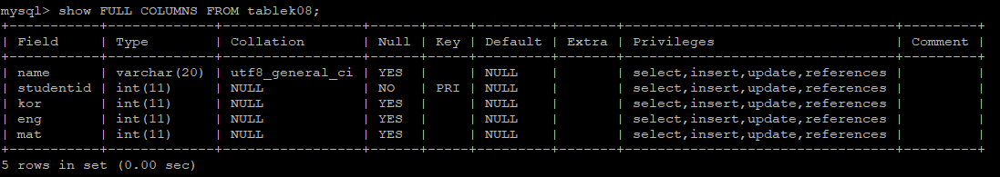 mysql> show FULL COLUMNS FROM tablek08;
+-----------+-------------+-----------------+------+-----+---------+-------+---------------------------------+---------+
| Field     | Type        | Collation       | Null | Key | Default | Extra | Privileges                      | Comment |
+-----------+-------------+-----------------+------+-----+---------+-------+---------------------------------+---------+
| name      | varchar(20) | utf8_general_ci | YES  |     | NULL    |       | select,insert,update,references |         |
| studentid | int(11)     | NULL            | NO   | PRI | NULL    |       | select,insert,update,references |         |
| kor       | int(11)     | NULL            | YES  |     | NULL    |       | select,insert,update,references |         |
| eng       | int(11)     | NULL            | YES  |     | NULL    |       | select,insert,update,references |         |
| mat       | int(11)     | NULL            | YES  |     | NULL    |       | select,insert,update,references |         |
+-----------+-------------+-----------------+------+-----+---------+-------+---------------------------------+---------+
5 rows in set (0.00 sec)